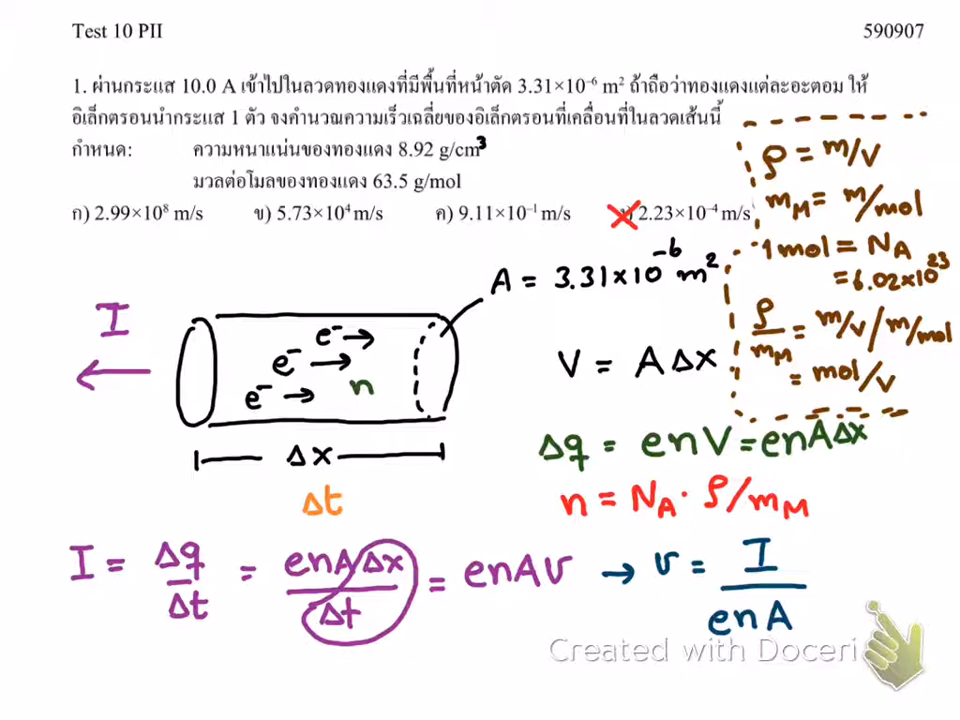 Test 10 PII 590907
1. ผ่านกระแส 10.0 A เข้าไปในลวดทองแดงที่มีพื้นที่หน้าตัด 3.31×10⁻⁶ m² ถ้าถือว่าทองแดงแต่ละอะตอม ให้
อิเล็กตรอนนำกระแส 1 ตัว จงคำนวณความเร็วเฉลี่ยของอิเล็กตรอนที่เคลื่อนที่ในลวดเส้นนี้
กำหนด: ความหนาแน่นของทองแดง 8.92 g/cm³
มวลต่อโมลของทองแดง 63.5 g/mol
ก) 2.99×10⁸ m/s ข) 5.73×10⁴ m/s ค) 9.11×10⁻¹ m/s 2.23×10⁻⁴ m/s
ρ = m/V
m_M = m/mol
1 mol = N_A
= 6.02×10²³
ρ/m_M = m/V / m/mol
= mol/V
A = 3.31×10⁻⁶ m²
I
e⁻ →
e⁻ →
e⁻ → n
V = AΔx
Δx
Δt
Δq = enV = enAΔx
n = N_A · ρ/m_M
I = Δq/Δt = enAΔx/Δt = enAv → v = I/enA
Created with Doceri